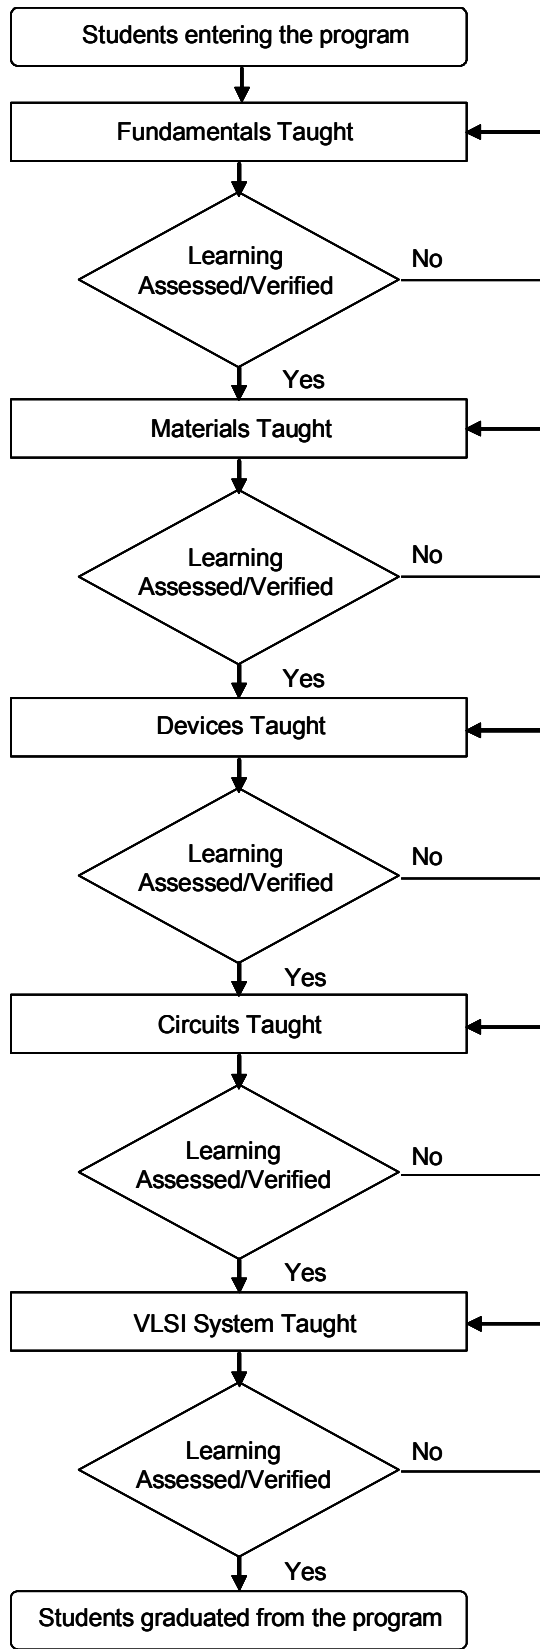 Students entering the program
Fundamentals Taught
Learning
Assessed/Verified
No
Yes
Materials Taught
Learning
Assessed/Verified
No
Yes
Devices Taught
Learning
Assessed/Verified
No
Yes
Circuits Taught
Learning
Assessed/Verified
No
Yes
VLSI System Taught
Learning
Assessed/Verified
No
Yes
Students graduated from the program